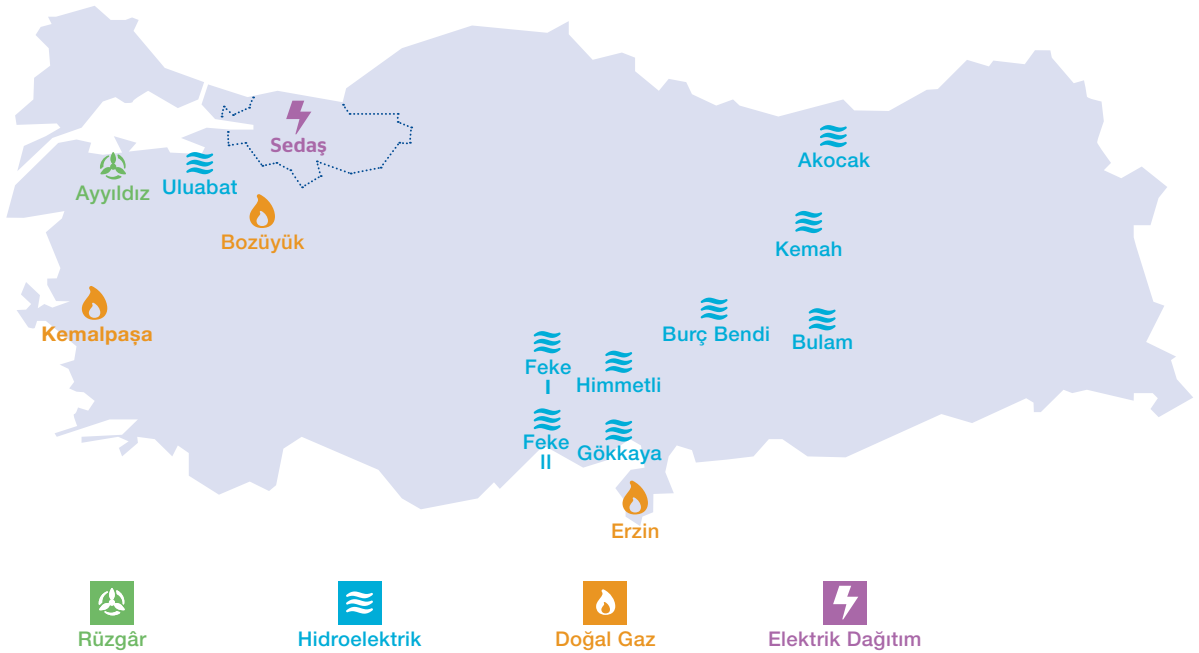 Sedaş
Akocak
Ayyıldız
Uluabat
Bozüyük
Kemah
Kemalpaşa
Burç Bendi
Bulam
Feke
I
Himmetli
Feke
II
Gökkaya
Erzin
Rüzgâr
Hidroelektrik
Doğal Gaz
Elektrik Dağıtım